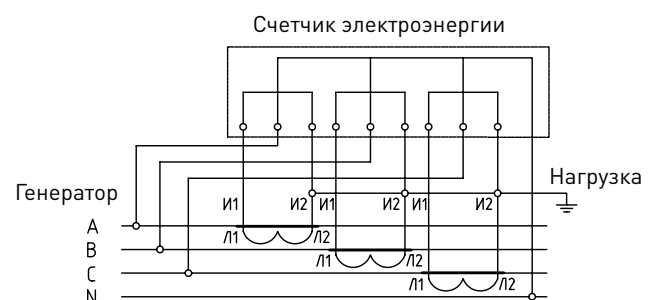 Счетчик электроэнергии
Генератор
Нагрузка
И1 И2 И1 И2 И1 И2
A
Л1 Л2
B
Л1 Л2
C
Л1 Л2
N